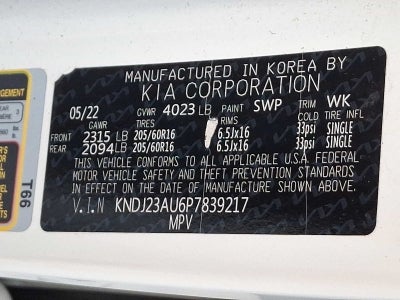 MANUFACTURED IN KOREA BY
KIA CORPORATION
05/22 GVWR 4023 LB PAINT SWP TRIM WK
GAWR TIRES RIMS COLD TIRE INFL
FRONT 2315 LB 205/60R16 6.5Jx16 33psi SINGLE
REAR 2094 LB 205/60R16 6.5Jx16 33psi SINGLE
THIS VEHICLE CONFORMS TO ALL APPLICABLE U.S.A. FEDERAL
MOTOR VEHICLE SAFETY AND THEFT PREVENTION STANDARDS
IN EFFECT ON THE DATE OF MANUFACTURE SHOWN ABOVE.
V.I.N KNDJ23AU6P7839217
MPV
T66